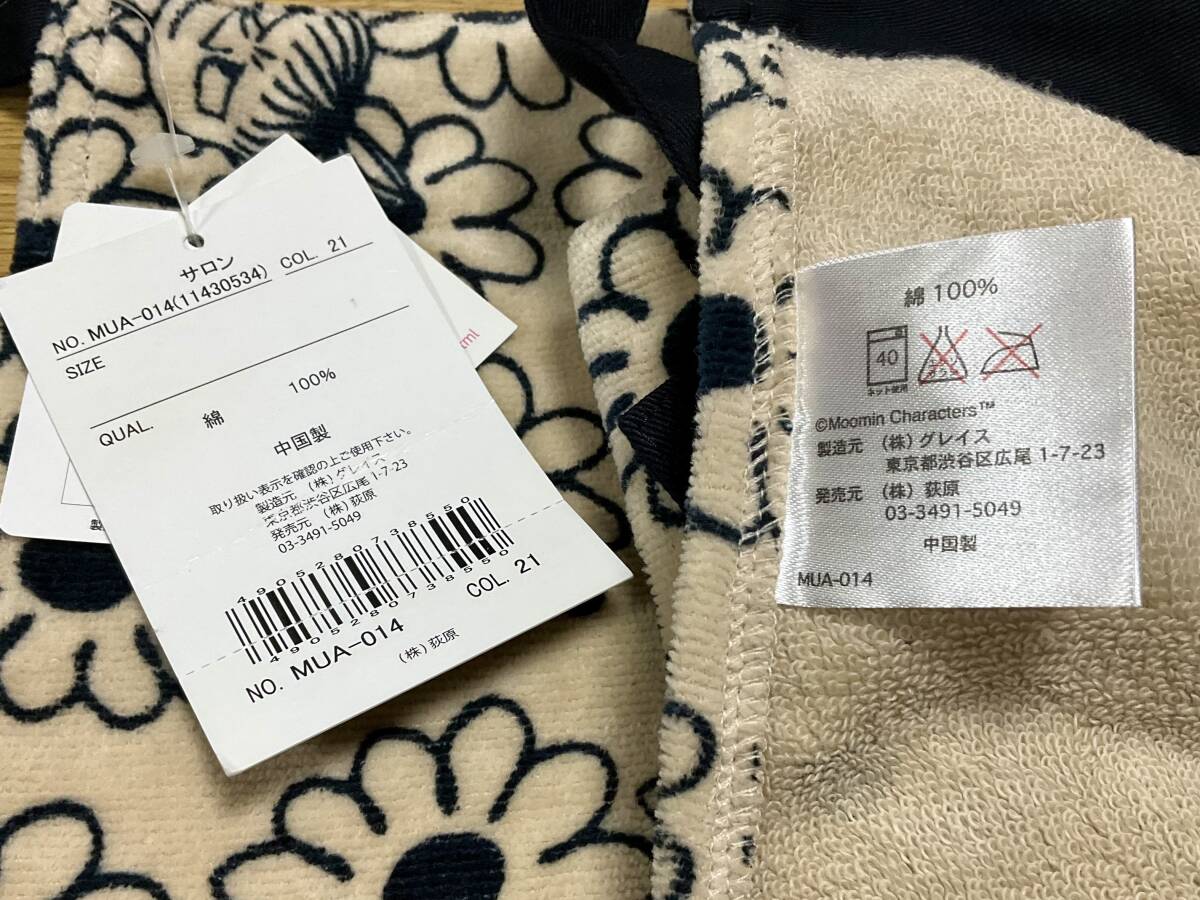 サロン
NO. MUA-014(11430534) COL. 21
SIZE
QUAL. 綿 100%
中国製
取り扱い表示を確認の上ご使用下さい。
製造元 (株)グレイス
東京都渋谷区広尾 1-7-23
発売元 (株)荻原
03-3491-5049
4905280738550
4905280738550
COL. 21
NO. MUA-014
(株)荻原
ml
製
綿 100%
40
ネット使用
©Moomin Characters™
製造元 (株)グレイス
東京都渋谷区広尾 1-7-23
発売元 (株)荻原
03-3491-5049
中国製
MUA-014